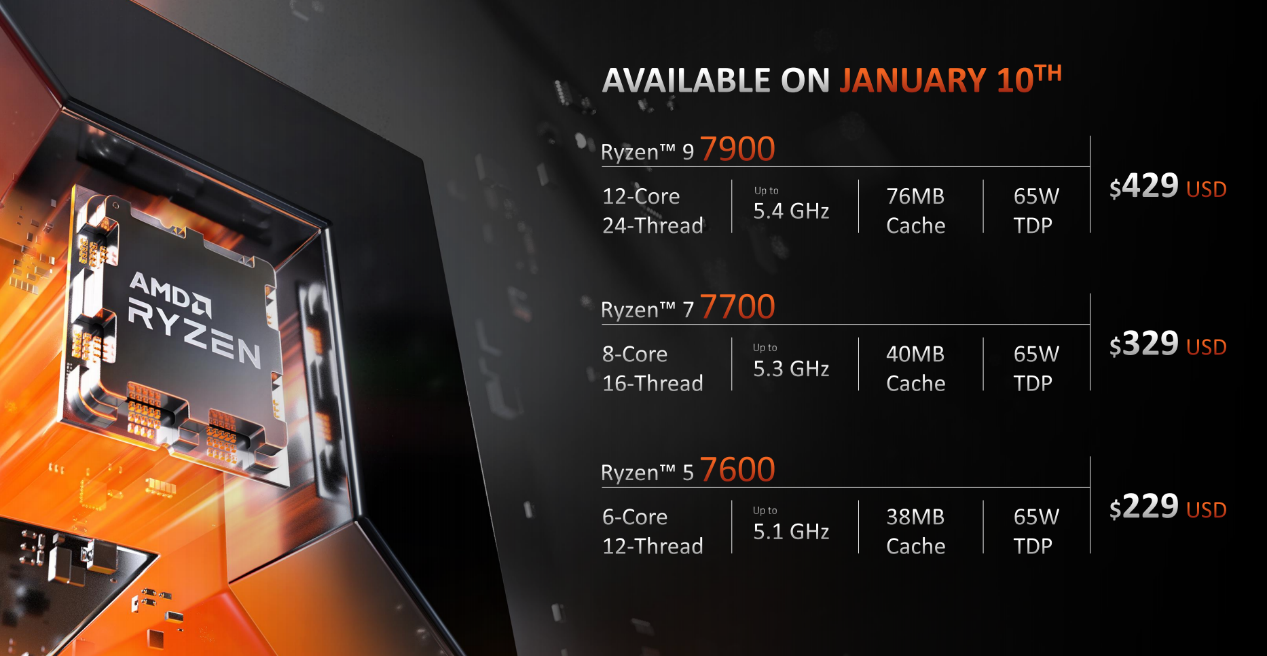 AVAILABLE ON JANUARY 10TH
Ryzen™ 9 7900
12-Core
24-Thread
Up to
5.4 GHz
76MB
Cache
65W
TDP
$429 USD
Ryzen™ 7 7700
8-Core
16-Thread
Up to
5.3 GHz
40MB
Cache
65W
TDP
$329 USD
Ryzen™ 5 7600
6-Core
12-Thread
Up to
5.1 GHz
38MB
Cache
65W
TDP
$229 USD
AMD
RYZEN